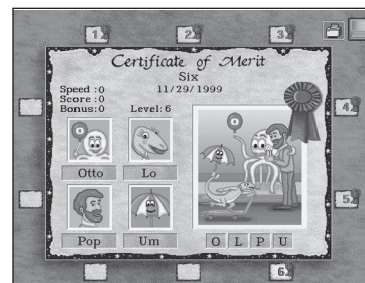 1 2 3
Certificate of Merit
Six
11/29/1999
Speed :0
Score :0
Bonus:0 Level: 6
4
Otto Lo
5
Pop Um
O L P U
6